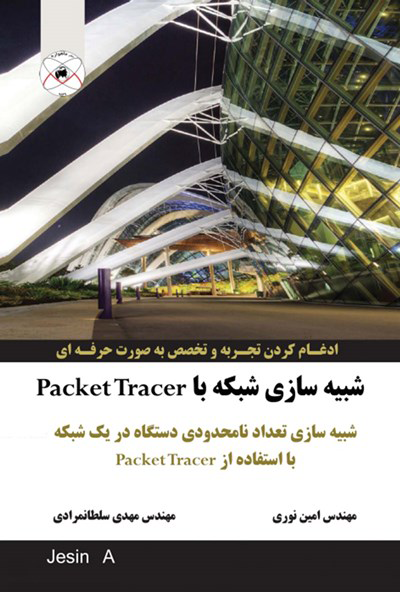 ادغام کردن تجربه و تخصص به صورت حرفه ای
شبیه سازی شبکه با Packet Tracer
شبیه سازی تعداد نامحدودی دستگاه در یک شبکه
با استفاده از Packet Tracer
مهندس امین نوری مهندس مهدی سلطانمرادی
Jesin A